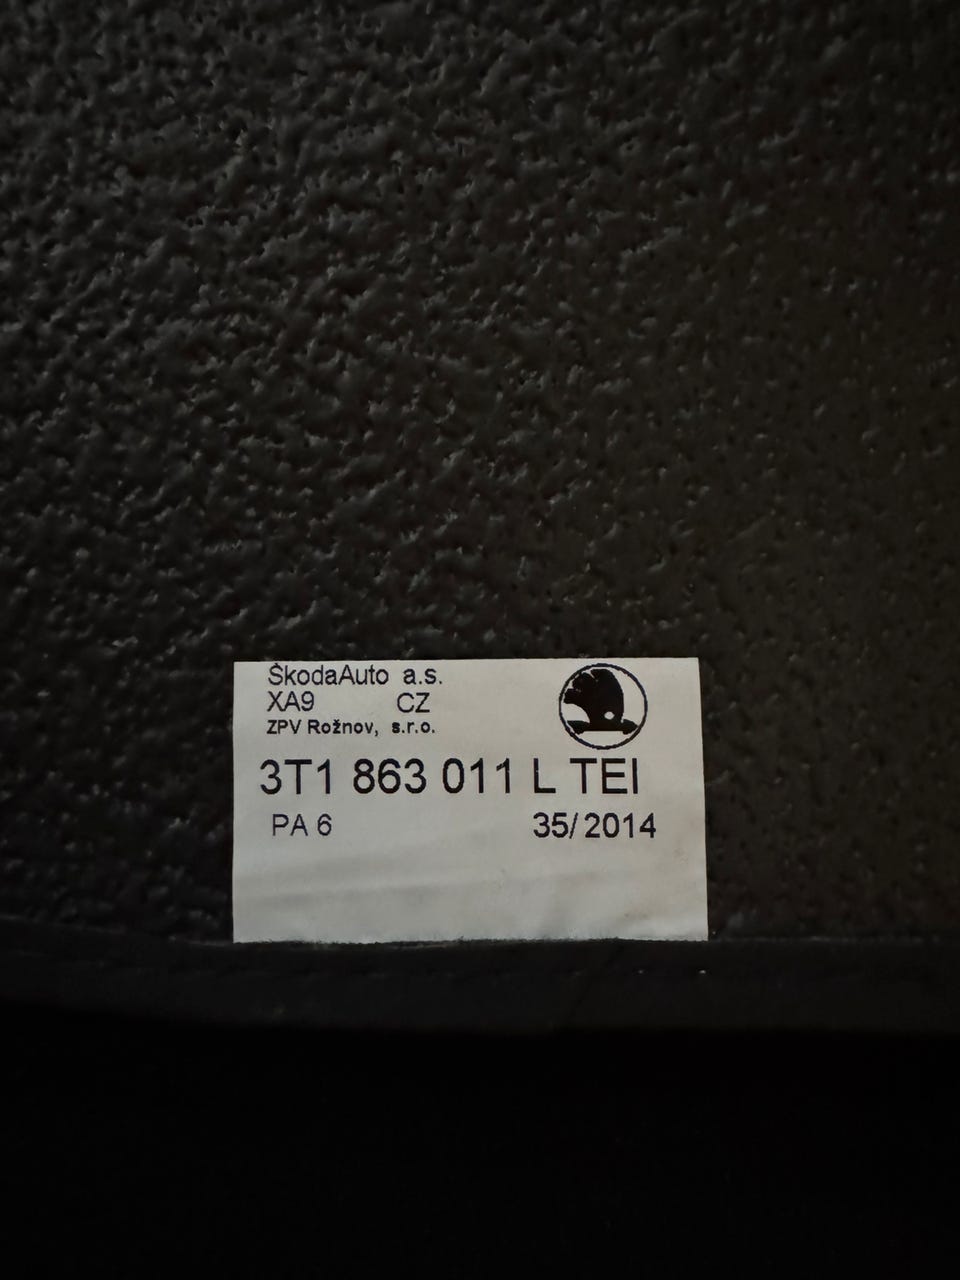 ŠkodaAuto a.s.
XA9 CZ
ZPV Rožnov, s.r.o.
3T1 863 011 L TEI
PA 6 35/2014